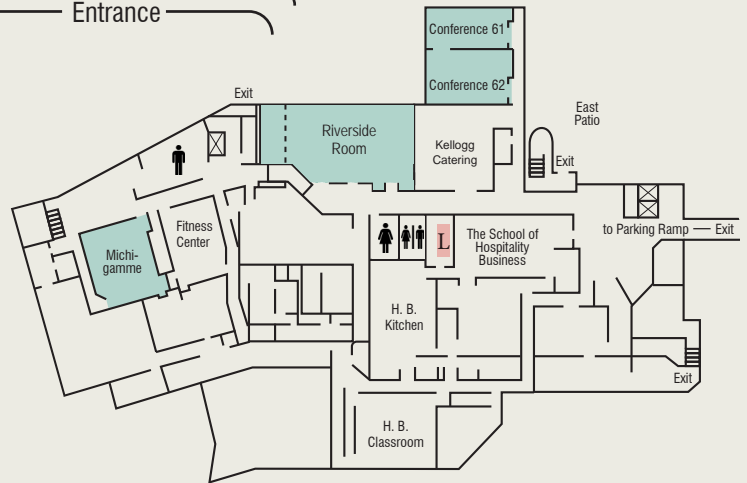 Entrance
Conference 61
Conference 62
Exit
East
Patio
Riverside
Room
Kellogg
Catering
Exit
Fitness
Center
Michi-
gamme
L
The School of
Hospitality
Business
to Parking Ramp — Exit
H. B.
Kitchen
Exit
H. B.
Classroom